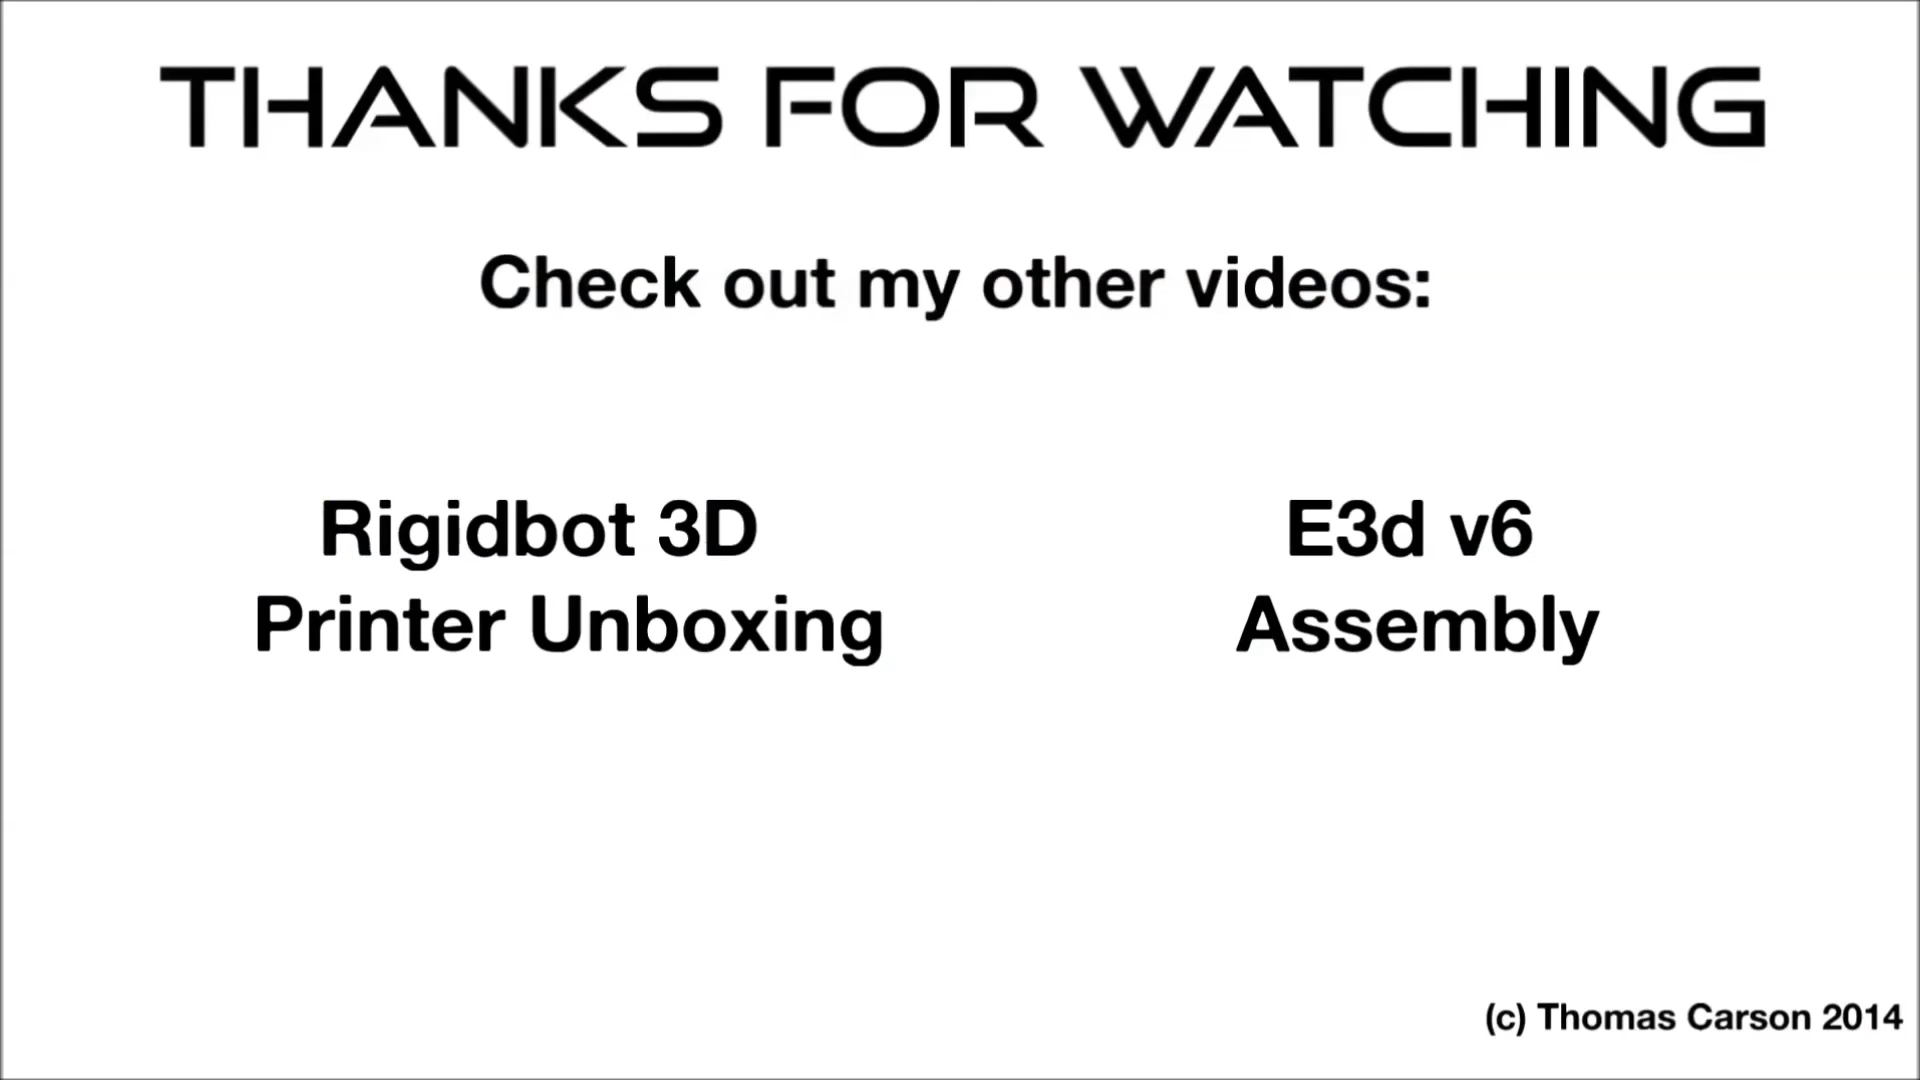 THANKS FOR WATCHING
Check out my other videos:
Rigidbot 3D
Printer Unboxing
E3d v6
Assembly
(c) Thomas Carson 2014